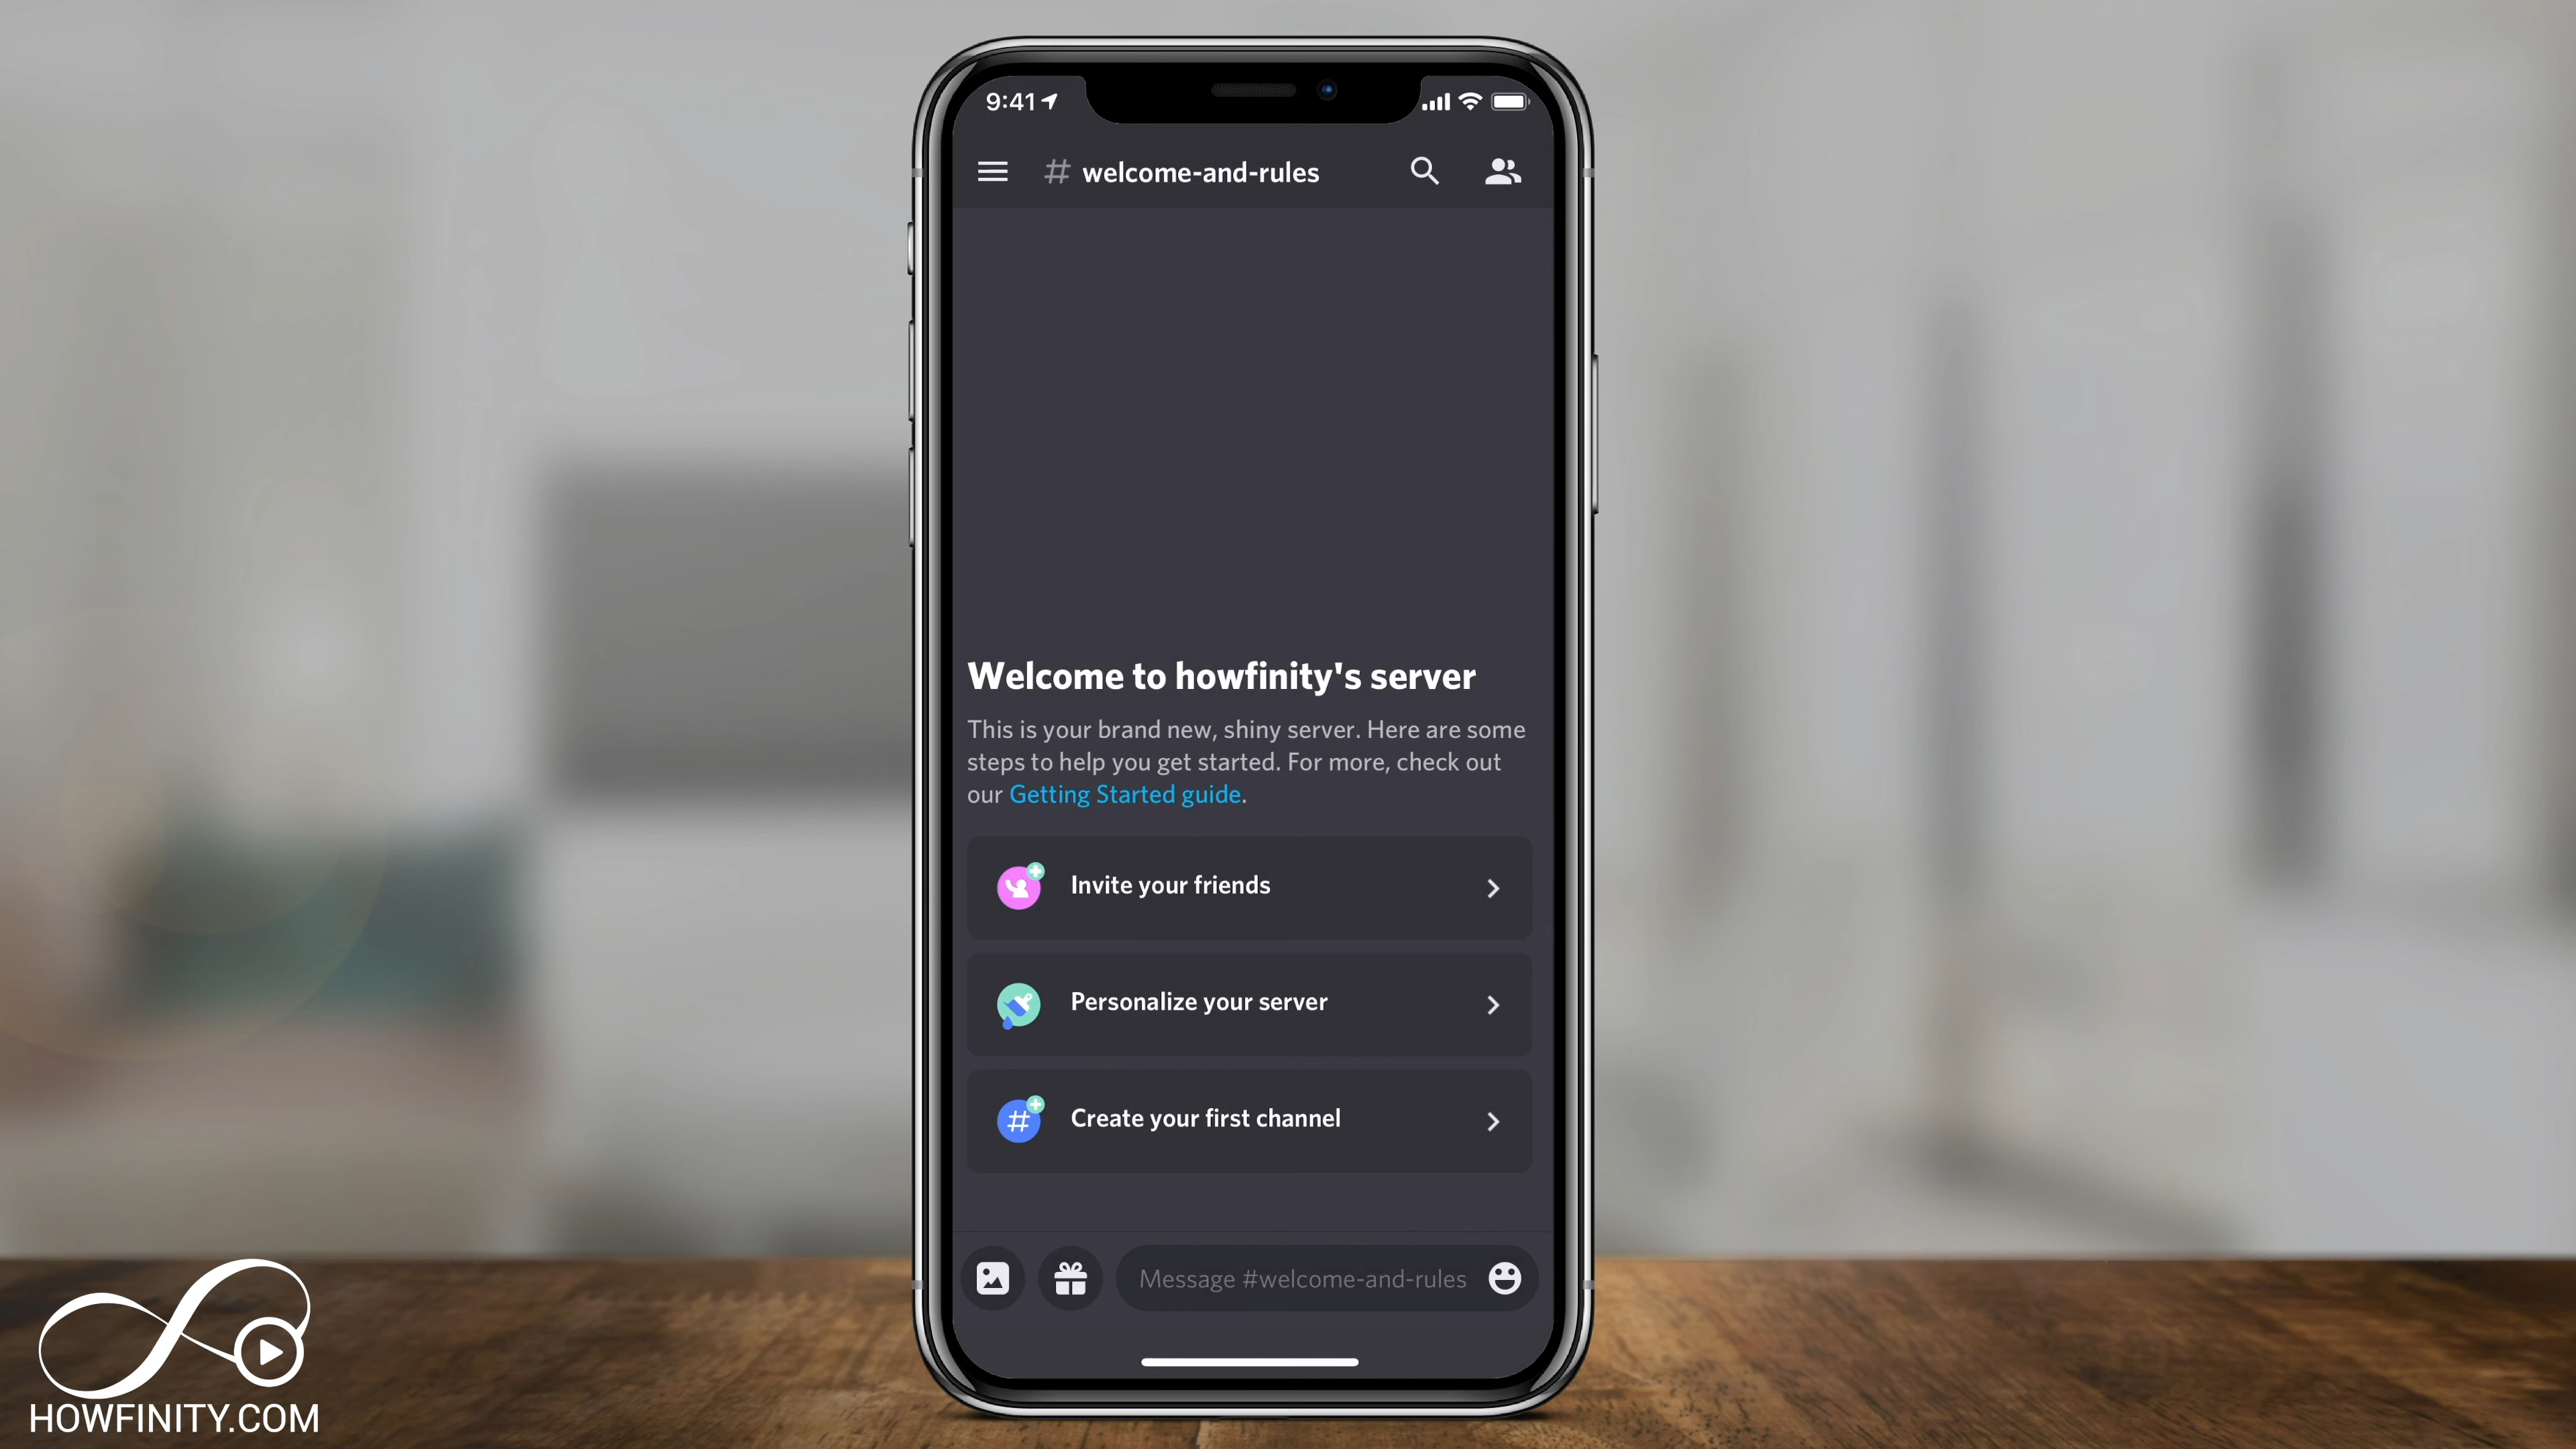 9:41
# welcome-and-rules
Welcome to howfinity's server
This is your brand new, shiny server. Here are some
steps to help you get started. For more, check out
our Getting Started guide.
Invite your friends
Personalize your server
# Create your first channel
Message #welcome-and-rules
HOWFINITY.COM